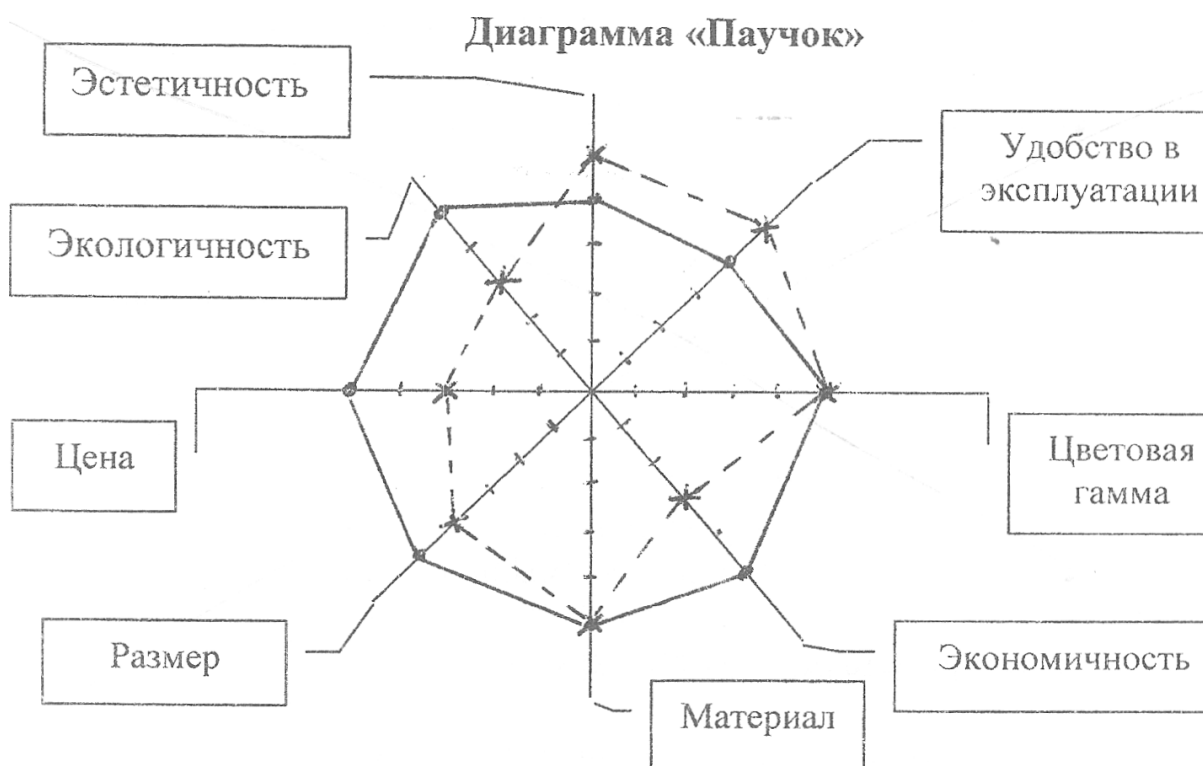 Диаграмма «Паучок»
Эстетичность
Удобство в
эксплуатации
Экологичность
Цена
Цветовая
гамма
Размер
Экономичность
Материал